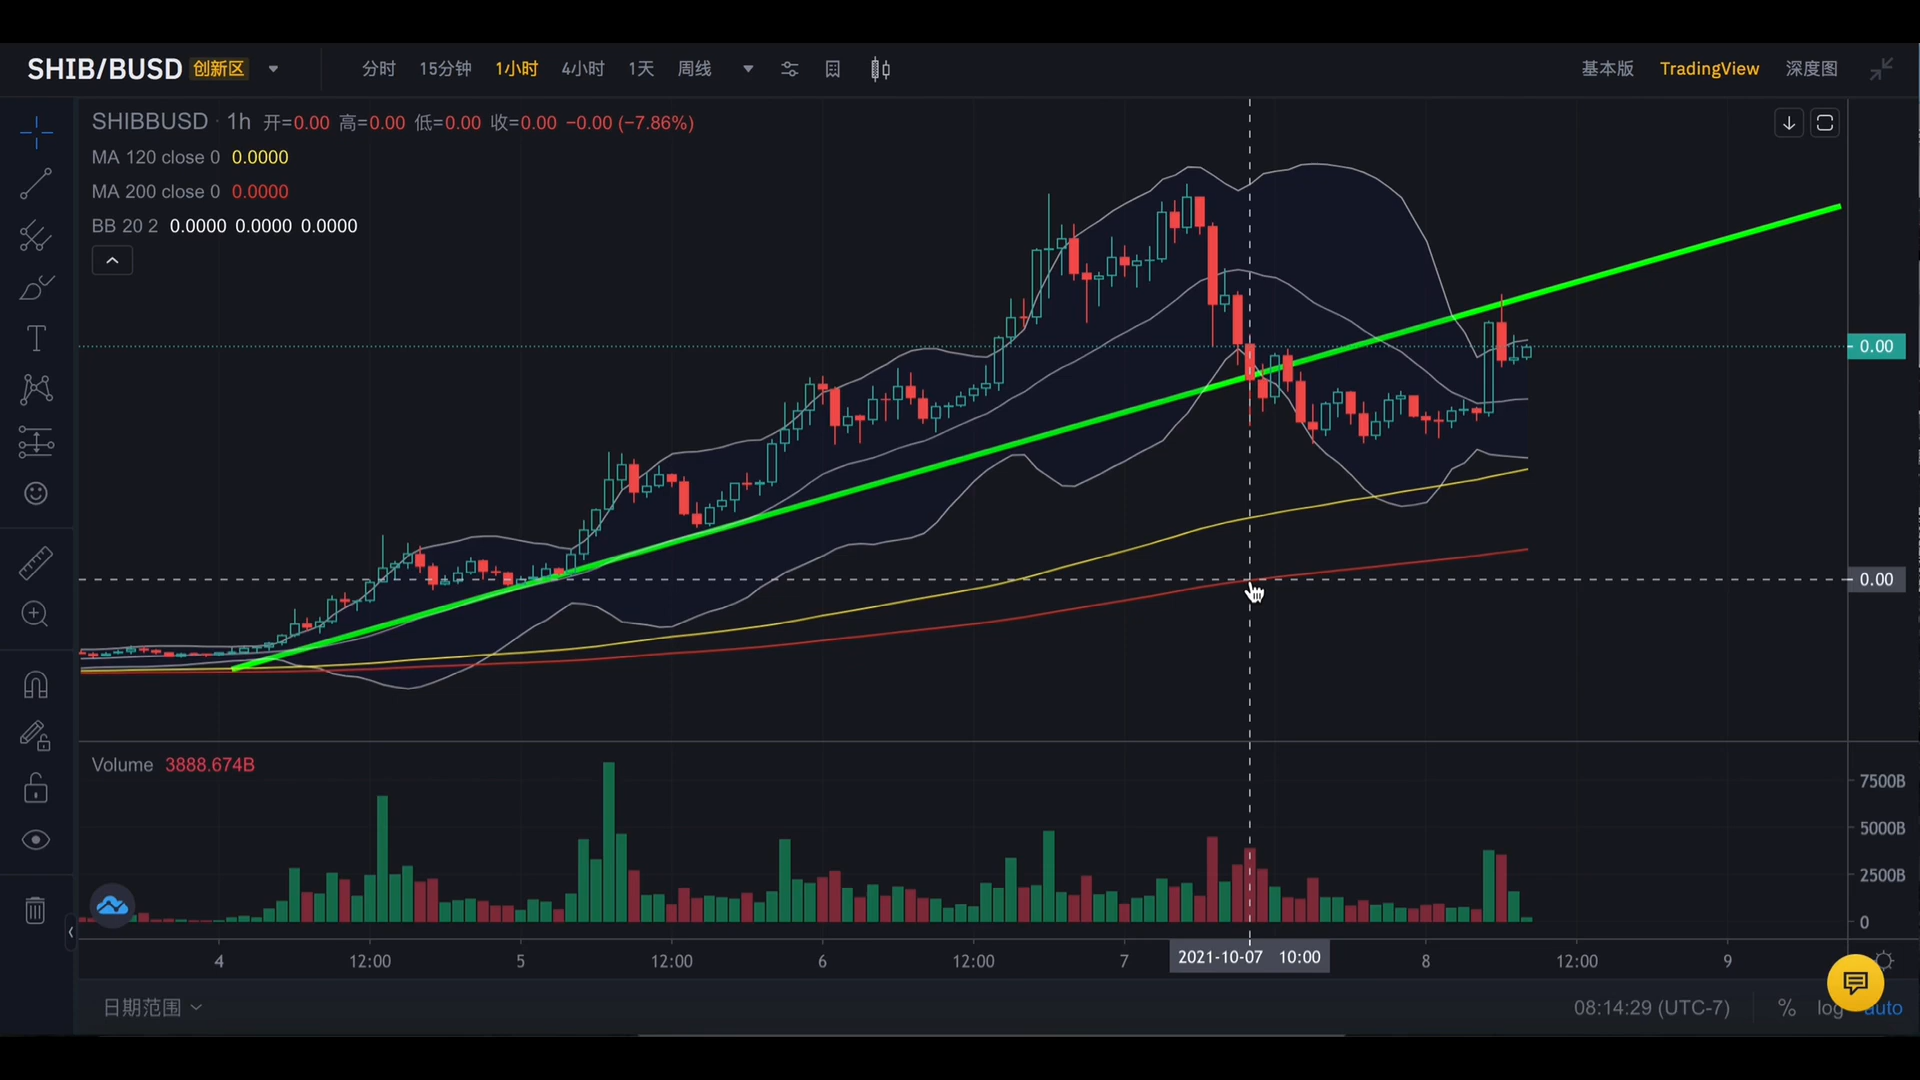 SHIB/BUSD 创新区 分时 15分钟 1小时 4小时 1天 周线 基本版 TradingView 深度图
SHIBBUSD · 1h 开=0.00 高=0.00 低=0.00 收=0.00 −0.00 (−7.86%)
MA 120 close 0 0.0000
MA 200 close 0 0.0000
BB 20 2 0.0000 0.0000 0.0000
0.00
0.00
Volume 3888.674B
7500B
5000B
2500B
0
4 12:00 5 12:00 6 12:00 7 2021-10-07 10:00 8 12:00 9
日期范围 08:14:29 (UTC-7) % log auto